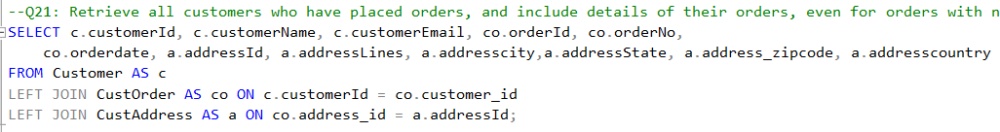 --Q21: Retrieve all customers who have placed orders, and include details of their orders, even for orders with n
SELECT c.customerId, c.customerName, c.customerEmail, co.orderId, co.orderNo,
co.orderdate, a.addressId, a.addressLines, a.addresscity,a.addressState, a.address_zipcode, a.addresscountry
FROM Customer AS c
LEFT JOIN CustOrder AS co ON c.customerId = co.customer_id
LEFT JOIN CustAddress AS a ON co.address_id = a.addressId;